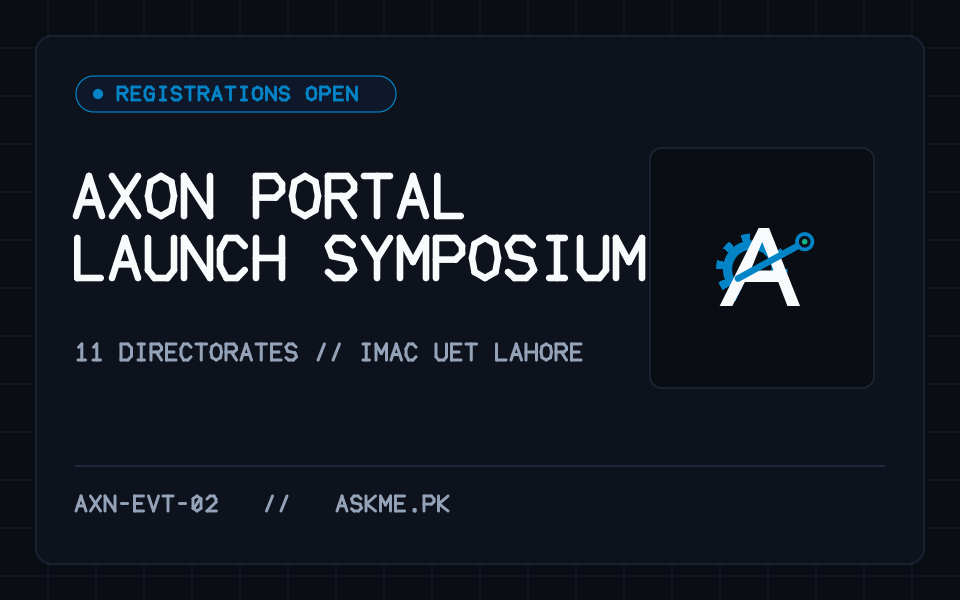 REGISTRATIONS OPEN
AXON PORTAL
LAUNCH SYMPOSIUM
11 DIRECTORATES // IMAC UET LAHORE
AXN-EVT-02 // ASKME.PK